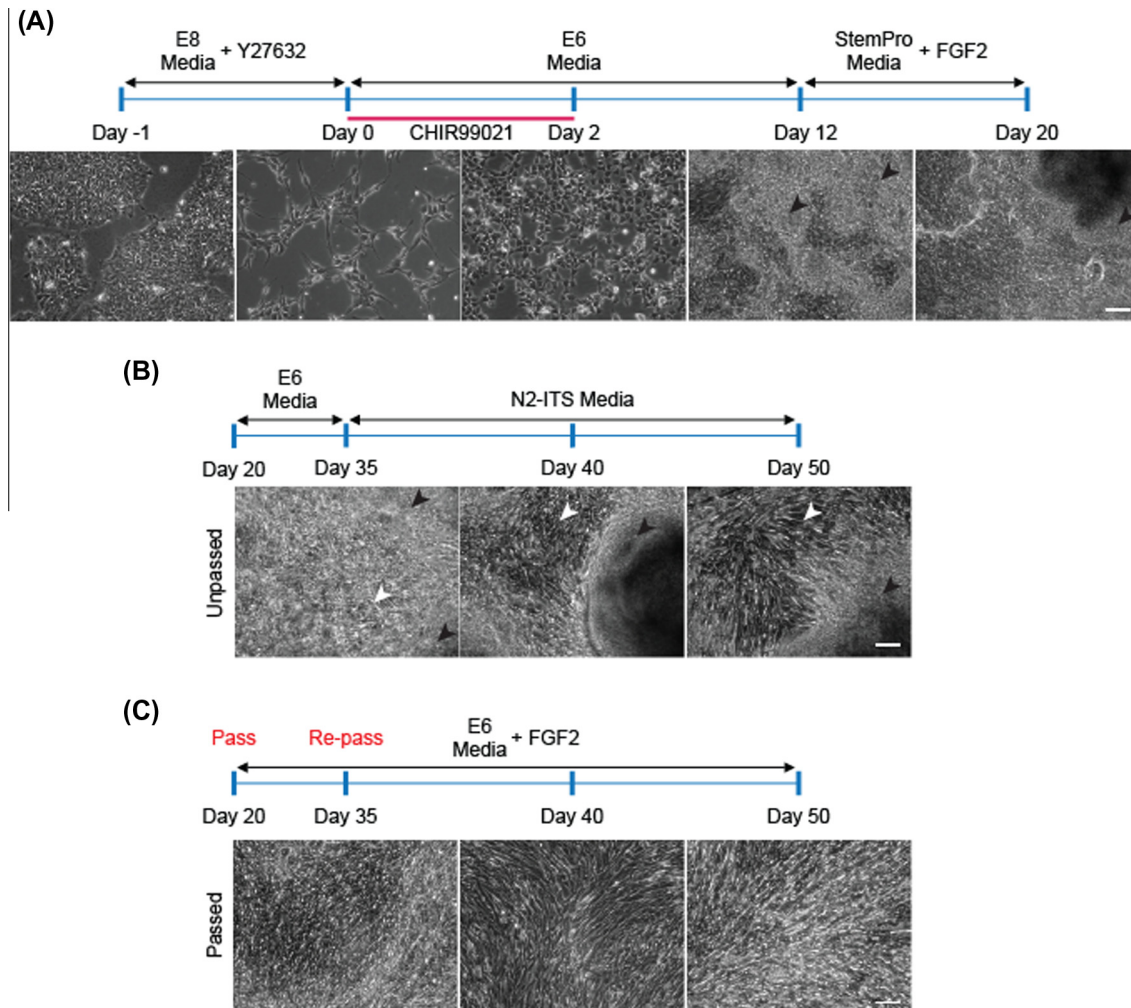 (A)
E8
Media + Y27632
E6
Media
StemPro
Media + FGF2
Day -1
Day 0
CHIR99021
Day 2
Day 12
Day 20
(B)
E6
Media
N2-ITS Media
Day 20
Day 35
Day 40
Day 50
Unpassed
(C)
Pass
Re-pass
E6
Media + FGF2
Day 20
Day 35
Day 40
Day 50
Passed